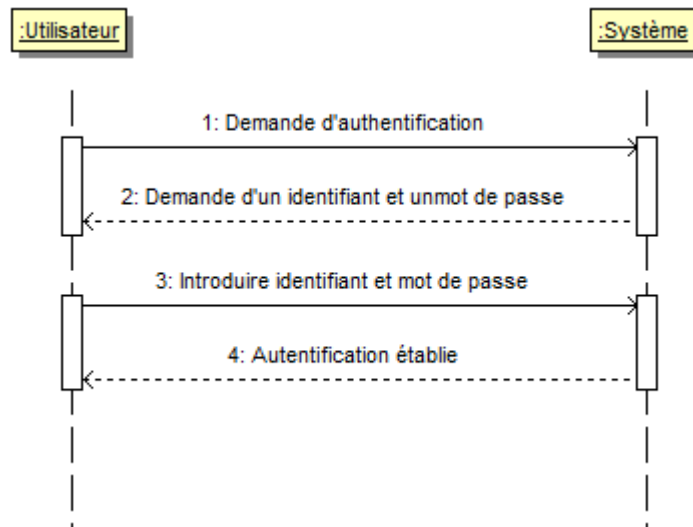 :Utilisateur
:Système
1: Demande d'authentification
2: Demande d'un identifiant et unmot de passe
3: Introduire identifiant et mot de passe
4: Autentification établie